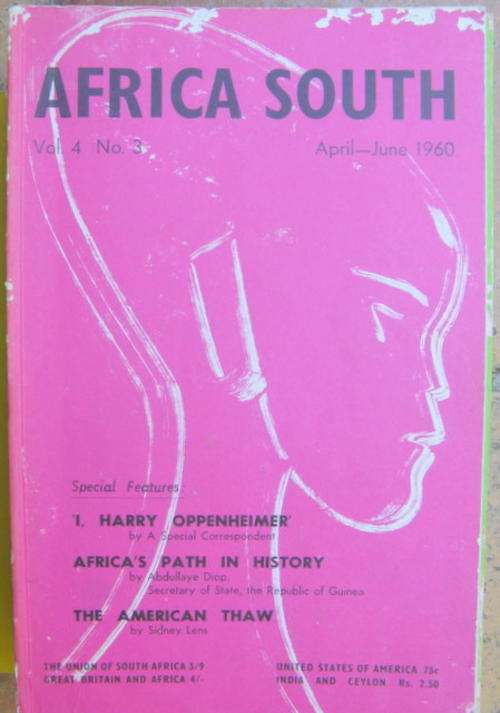 AFRICA SOUTH
Vol. 4 No. 3 April—June 1960
Special Features:
'I, HARRY OPPENHEIMER'
by A Special Correspondent
AFRICA'S PATH IN HISTORY
by Abdullaye Diop,
Secretary of State, the Republic of Guinea
THE AMERICAN THAW
by Sidney Lens
THE UNION OF SOUTH AFRICA 3/9 UNITED STATES OF AMERICA 75c
GREAT BRITAIN AND AFRICA 4/- INDIA AND CEYLON Rs. 2.50